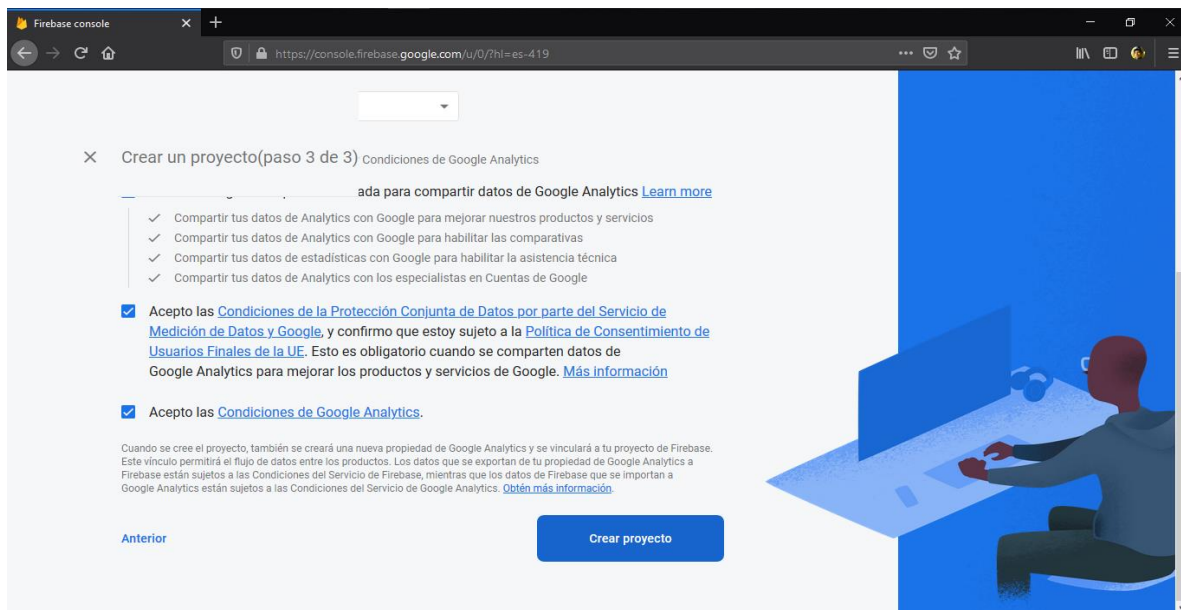 Firebase console
https://console.firebase.google.com/u/0/?hl=es-419
Crear un proyecto(paso 3 de 3) Condiciones de Google Analytics
ada para compartir datos de Google Analytics Learn more
Compartir tus datos de Analytics con Google para mejorar nuestros productos y servicios
Compartir tus datos de Analytics con Google para habilitar las comparativas
Compartir tus datos de estadísticas con Google para habilitar la asistencia técnica
Compartir tus datos de Analytics con los especialistas en Cuentas de Google
Acepto las Condiciones de la Protección Conjunta de Datos por parte del Servicio de
Medición de Datos y Google, y confirmo que estoy sujeto a la Política de Consentimiento de
Usuarios Finales de la UE. Esto es obligatorio cuando se comparten datos de
Google Analytics para mejorar los productos y servicios de Google. Más información
Acepto las Condiciones de Google Analytics.
Cuando se cree el proyecto, también se creará una nueva propiedad de Google Analytics y se vinculará a tu proyecto de Firebase.
Este vínculo permitirá el flujo de datos entre los productos. Los datos que se exportan de tu propiedad de Google Analytics a
Firebase están sujetos a las Condiciones del Servicio de Firebase, mientras que los datos de Firebase que se importan a
Google Analytics están sujetos a las Condiciones del Servicio de Google Analytics. Obtén más información.
Anterior
Crear proyecto